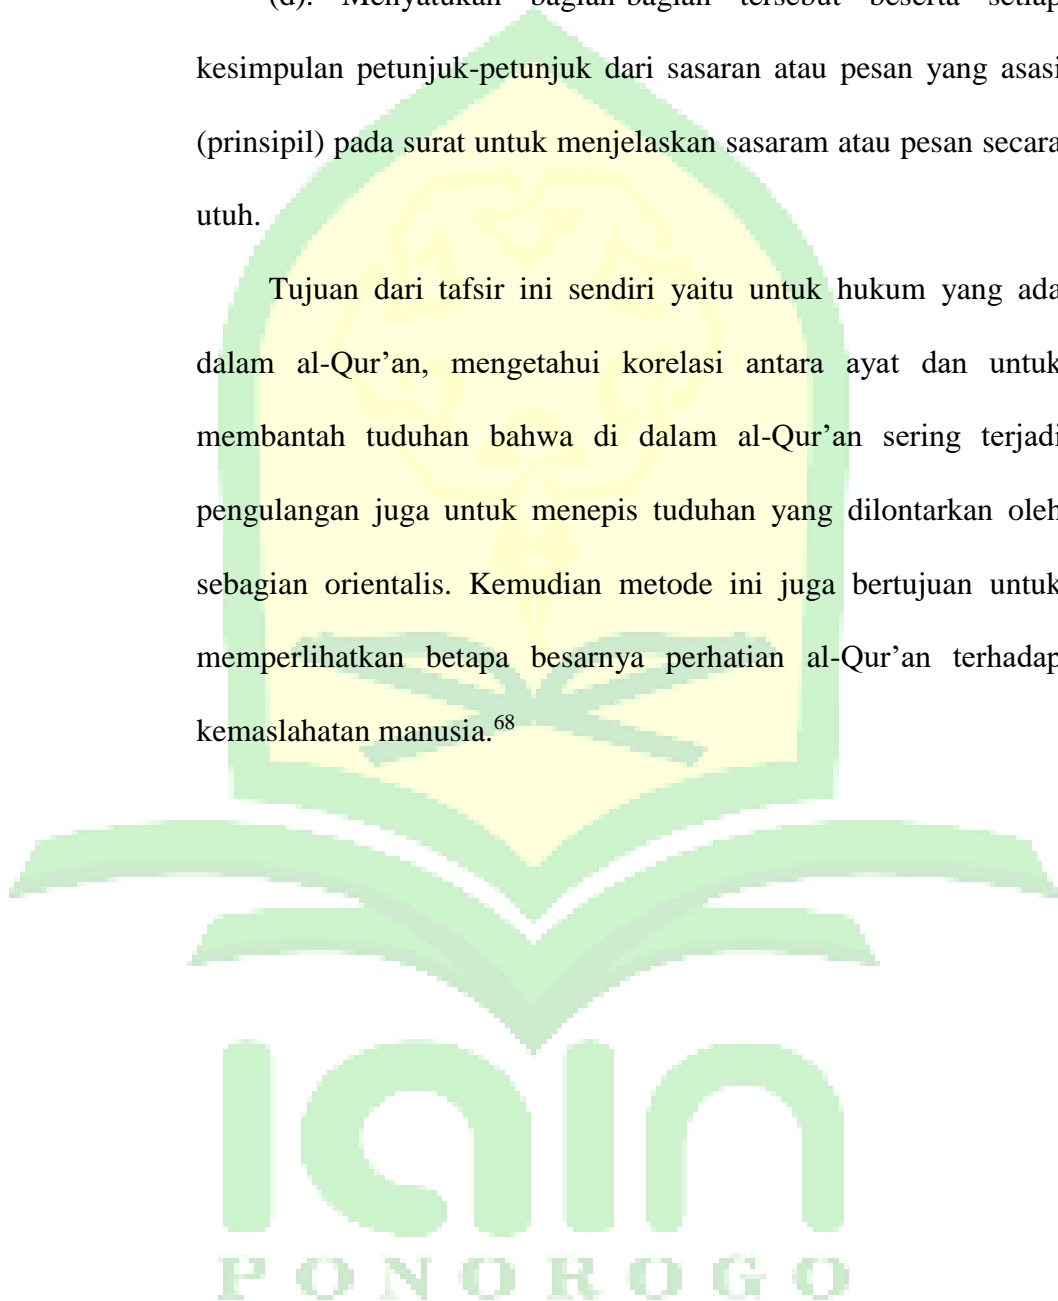 (d). Menyatukan bagian-bagian tersebut beserta setiap
kesimpulan petunjuk-petunjuk dari sasaran atau pesan yang asasi
(prinsipil) pada surat untuk menjelaskan sasaram atau pesan secara
utuh.
Tujuan dari tafsir ini sendiri yaitu untuk hukum yang ada
dalam al-Qur’an, mengetahui korelasi antara ayat dan untuk
membantah tuduhan bahwa di dalam al-Qur’an sering terjadi
pengulangan juga untuk menepis tuduhan yang dilontarkan oleh
sebagian orientalis. Kemudian metode ini juga bertujuan untuk
memperlihatkan betapa besarnya perhatian al-Qur’an terhadap
kemaslahatan manusia.68
IAIN
PONOROGO